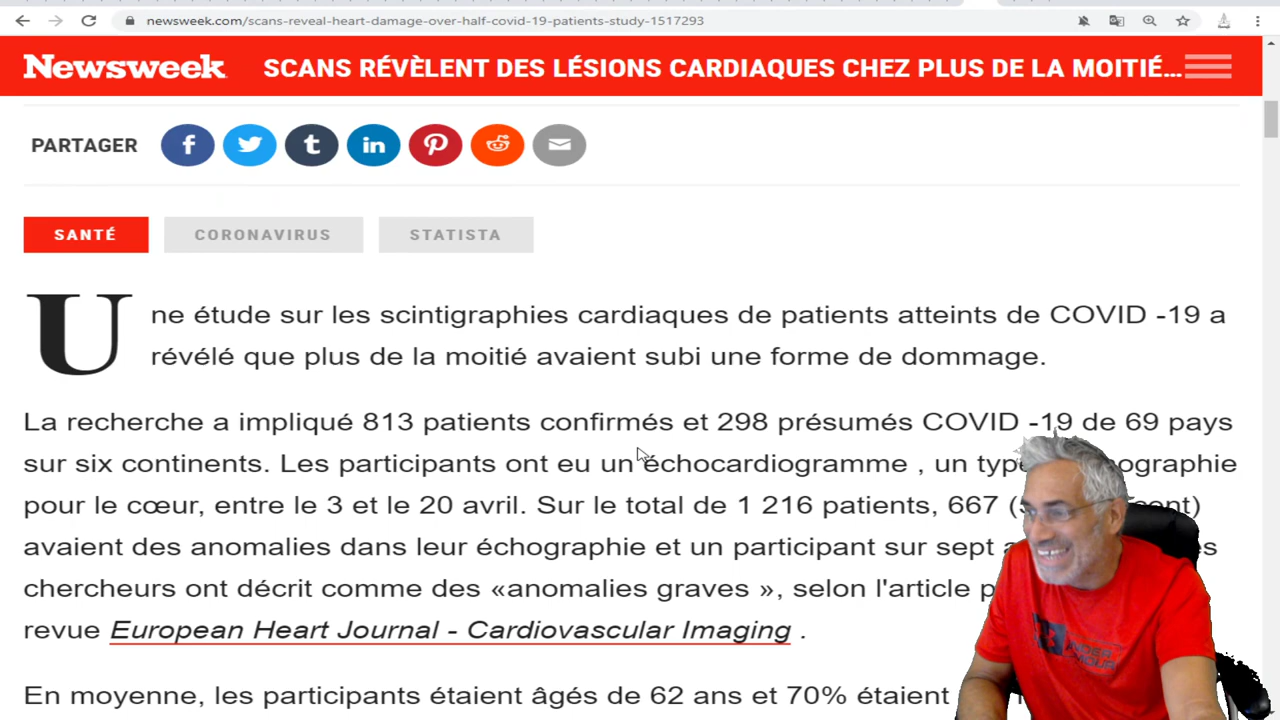 newsweek.com/scans-reveal-heart-damage-over-half-covid-19-patients-study-1517293
Newsweek SCANS RÉVÈLENT DES LÉSIONS CARDIAQUES CHEZ PLUS DE LA MOITIÉ...
PARTAGER
SANTÉ CORONAVIRUS STATISTA
Une étude sur les scintigraphies cardiaques de patients atteints de COVID -19 a
révélé que plus de la moitié avaient subi une forme de dommage.
La recherche a impliqué 813 patients confirmés et 298 présumés COVID -19 de 69 pays
sur six continents. Les participants ont eu un échocardiogramme , un
pour le cœur, entre le 3 et le 20 avril. Sur le total de 1 216 patients, 667
avaient des anomalies dans leur échographie et un participant sur sept
chercheurs ont décrit comme des «anomalies graves », selon l'article
revue European Heart Journal - Cardiovascular Imaging .
En moyenne, les participants étaient âgés de 62 ans et 70% étaient
UNDER